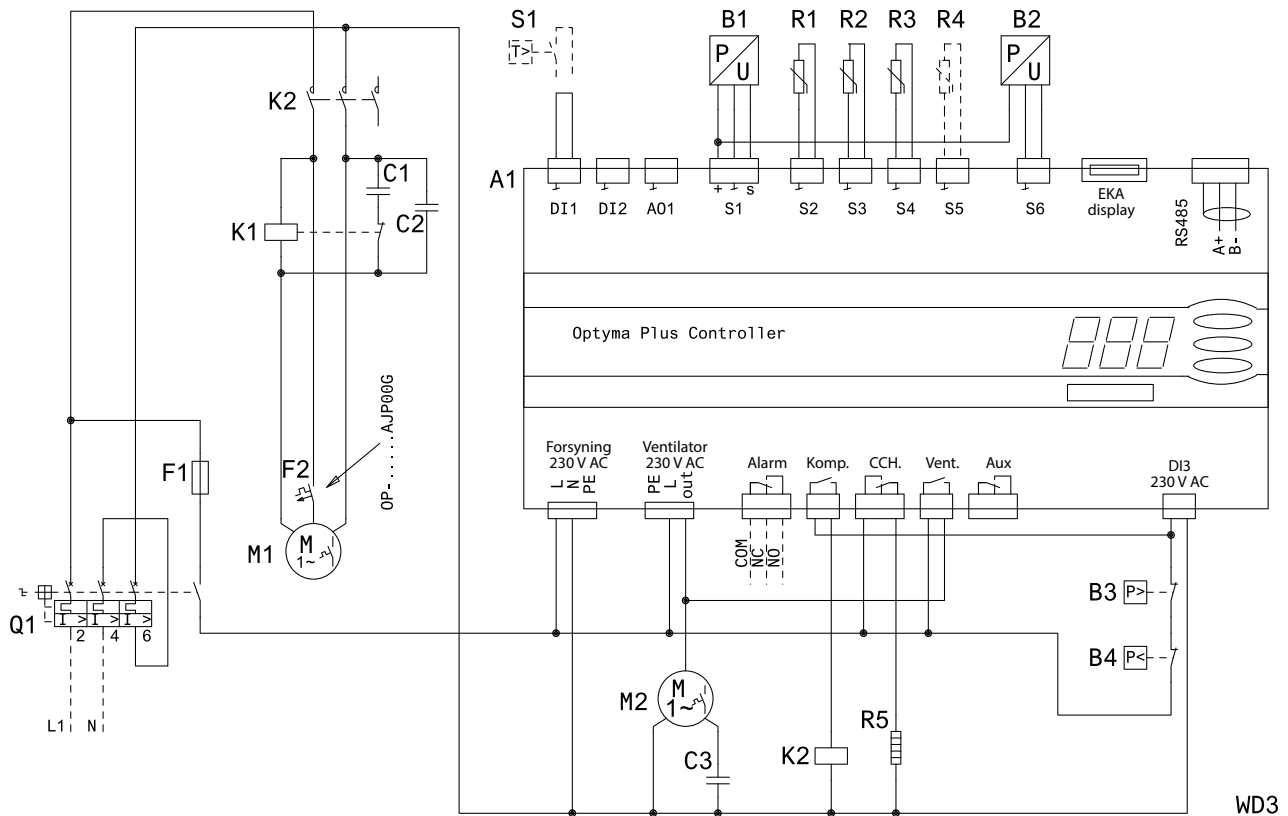 S1 B1 R1 R2 R3 R4 B2
T>
P U
P U
K2
A1
C1
C2
K1
+ s
DI1 DI2 AO1 S1 S2 S3 S4 S5 S6
EKA
display
RS485
A+
B-
Optyma Plus Controller
OP-......AJP00G
F1
F2
M1
M
1~
Forsyning
230 V AC
L
N
PE
Ventilator
230 V AC
PE
L
out
Alarm
Komp.
CCH.
Vent.
Aux
DI3
230 V AC
COM
NC
NO
B3 P>
B4 P<
Q1
I > I > I >
2 4 6
L1 N
M2
M
1~
C3
K2
R5
WD3